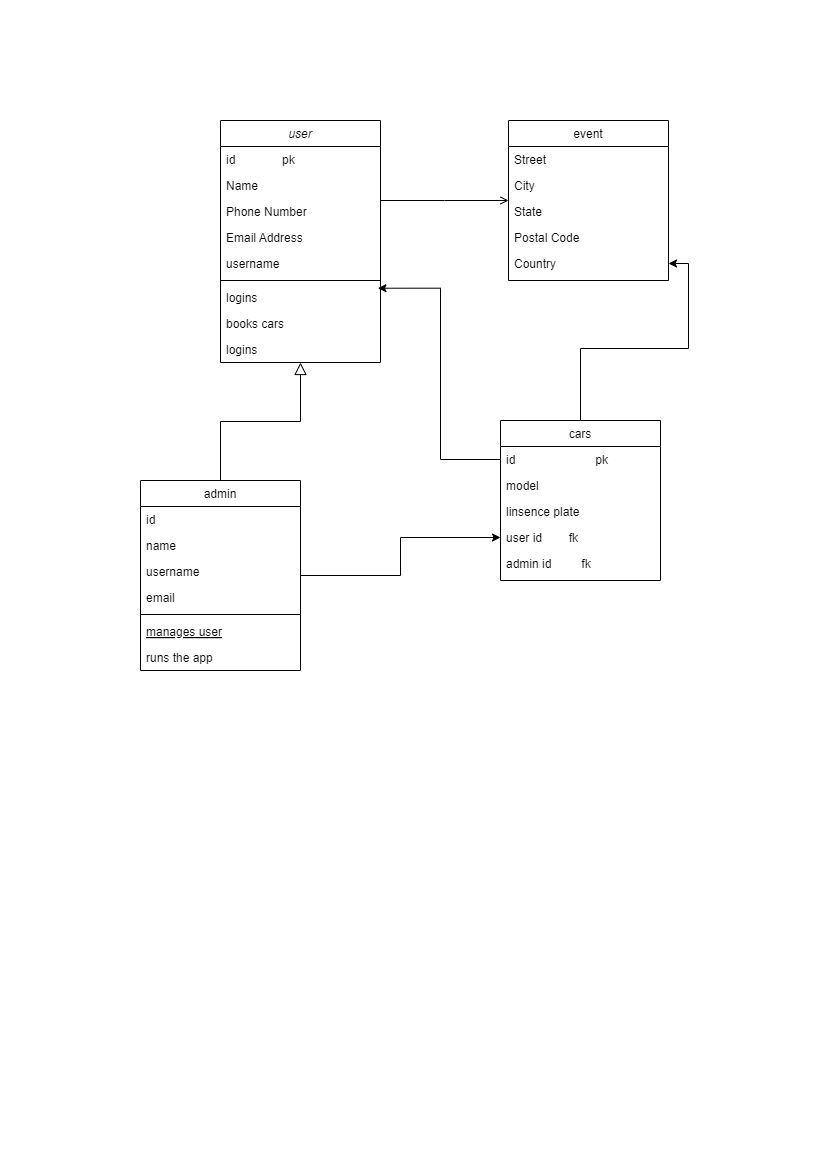 user
id pk
Name
Phone Number
Email Address
username
logins
books cars
logins
event
Street
City
State
Postal Code
Country
admin
id
name
username
email
manages user
runs the app
cars
id pk
model
linsence plate
user id fk
admin id fk